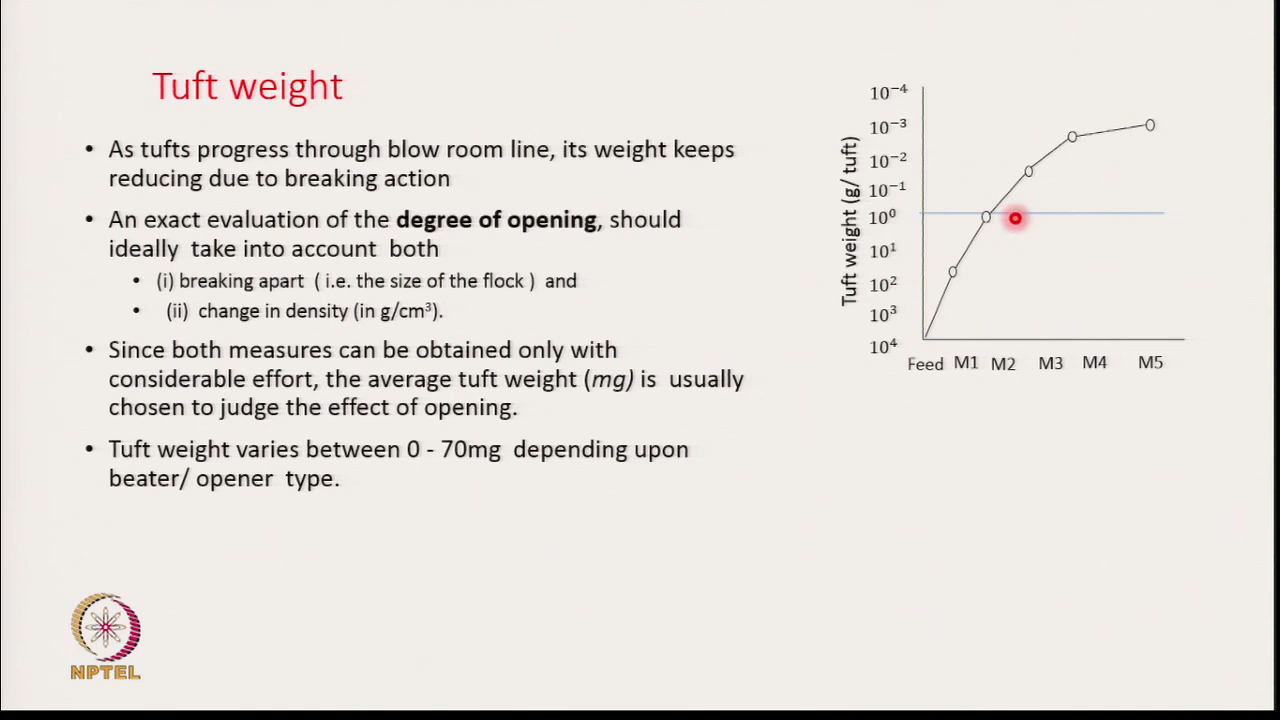 Tuft weight
• As tufts progress through blow room line, its weight keeps
reducing due to breaking action
• An exact evaluation of the degree of opening, should
ideally take into account both
• (i) breaking apart ( i.e. the size of the flock ) and
• (ii) change in density (in g/cm³).
• Since both measures can be obtained only with
considerable effort, the average tuft weight (mg) is usually
chosen to judge the effect of opening.
• Tuft weight varies between 0 - 70mg depending upon
beater/ opener type.
Tuft weight (g/ tuft)
10⁻⁴
10⁻³
10⁻²
10⁻¹
10⁰
10¹
10²
10³
10⁴
Feed M1 M2 M3 M4 M5
NPTEL